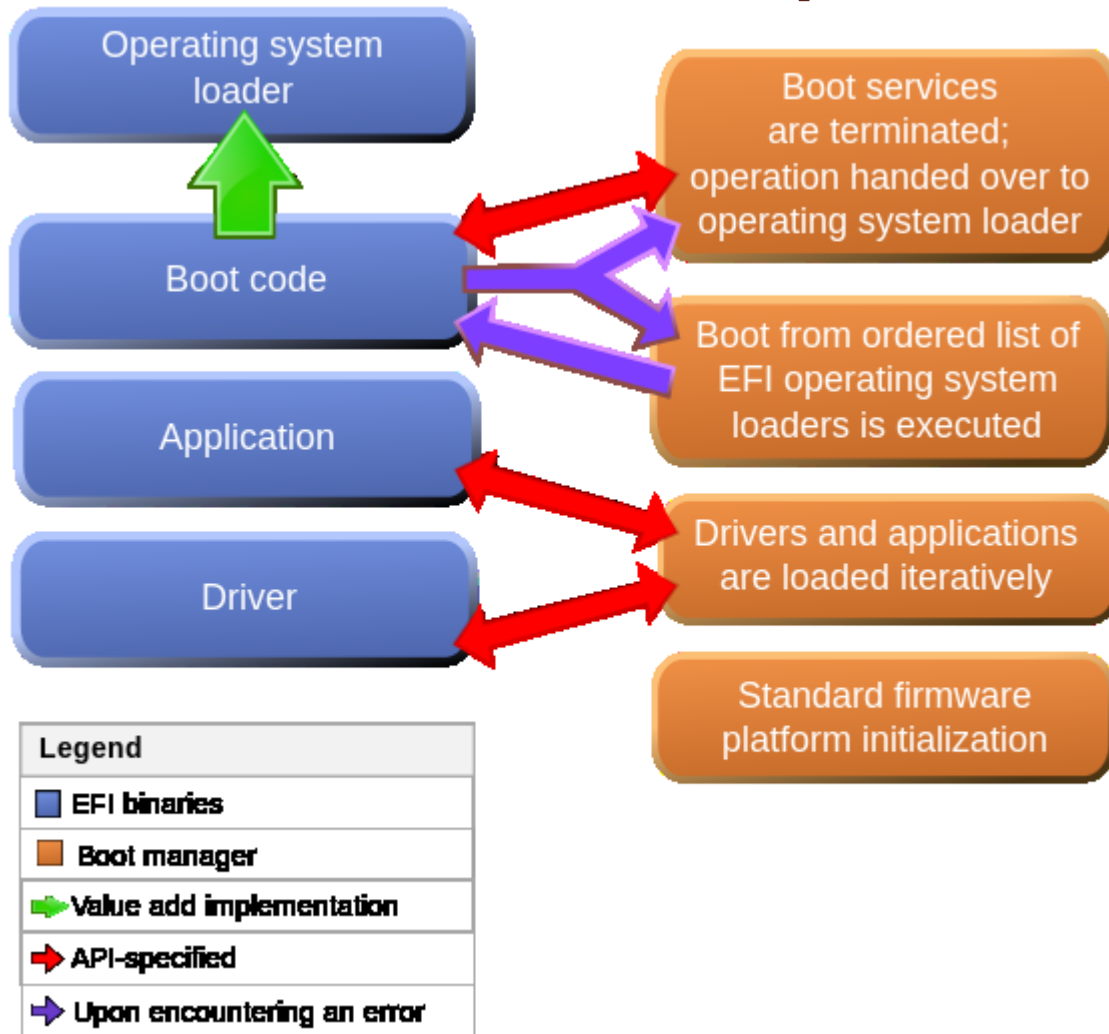 Operating system
loader
Boot code
Application
Driver
Boot services
are terminated;
operation handed over to
operating system loader
Boot from ordered list of
EFI operating system
loaders is executed
Drivers and applications
are loaded iteratively
Standard firmware
platform initialization
Legend
EFI binaries
Boot manager
Value add implementation
API-specified
Upon encountering an error